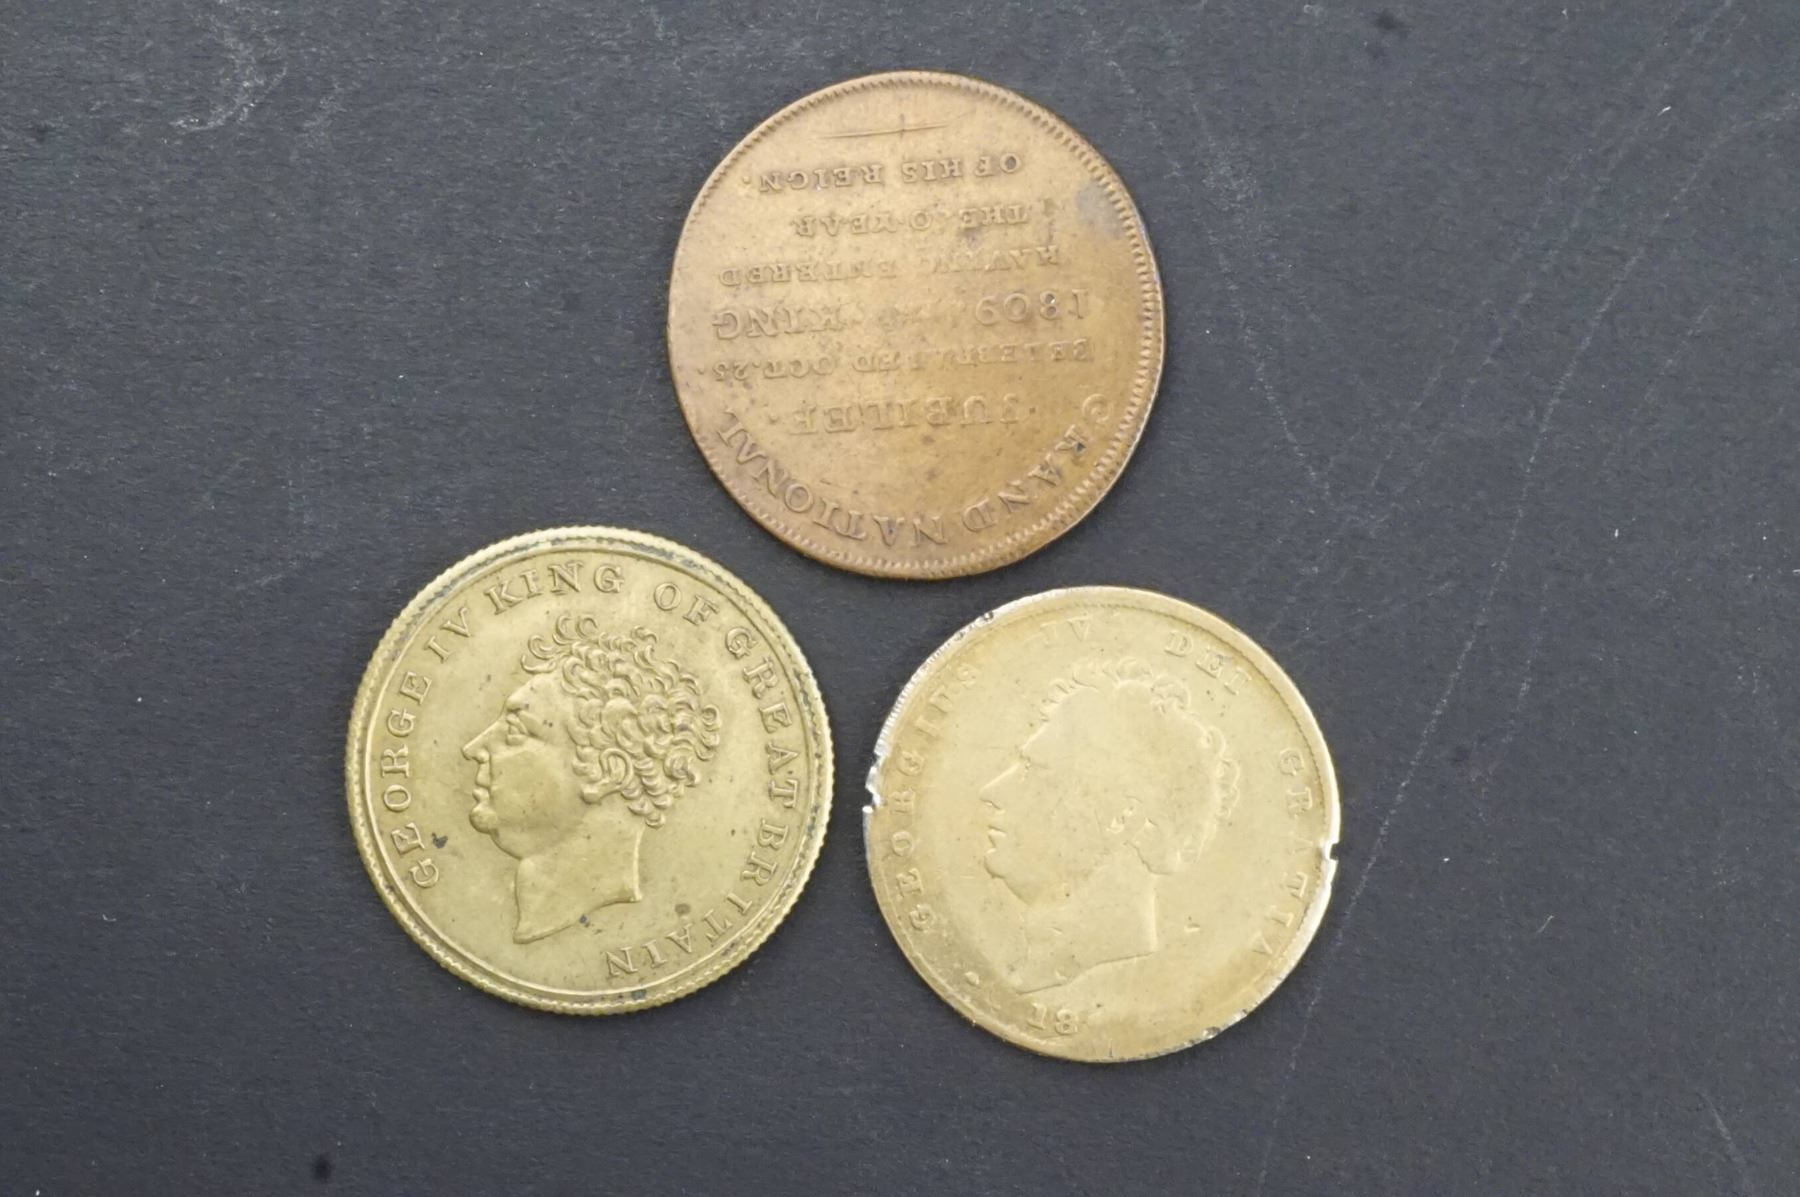 GRAND NATIONAL
JUBILEE
CELEBRATED OCT. 25.
1809 KING
HAVING ENTERED
THE 50 YEAR
OF HIS REIGN.
GEORGE IV KING OF GREAT BRITAIN
GEORGIUS IV DEI GRATIA
18